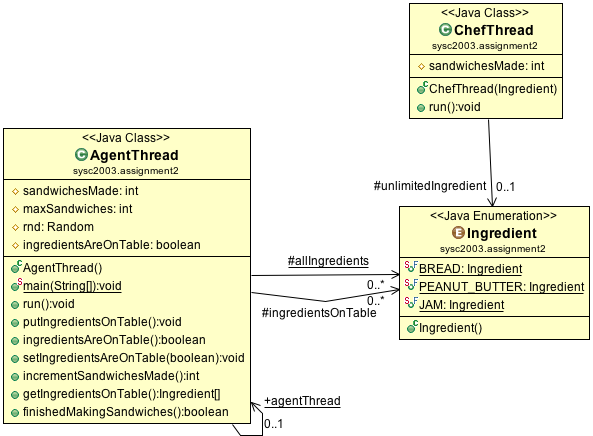 <<Java Class>>
ChefThread
sysc2003.assignment2
sandwichesMade: int
ChefThread(Ingredient)
run():void
#unlimitedIngredient
0..1
<<Java Class>>
AgentThread
sysc2003.assignment2
sandwichesMade: int
maxSandwiches: int
rnd: Random
ingredientsAreOnTable: boolean
AgentThread()
main(String[]):void
run():void
putIngredientsOnTable():void
ingredientsAreOnTable():boolean
setIngredientsAreOnTable(boolean):void
incrementSandwichesMade():int
getIngredientsOnTable():Ingredient[]
finishedMakingSandwiches():boolean
#allIngredients
0..*
#ingredientsOnTable
0..*
+agentThread
0..1
<<Java Enumeration>>
Ingredient
sysc2003.assignment2
BREAD: Ingredient
PEANUT_BUTTER: Ingredient
JAM: Ingredient
Ingredient()